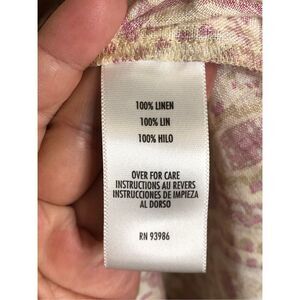 100% LINEN
100% LIN
100% HILO
OVER FOR CARE
INSTRUCTIONS AU REVERS
INSTRUCCIONES DE IMPIEZA
AL DORSO
RN 93986